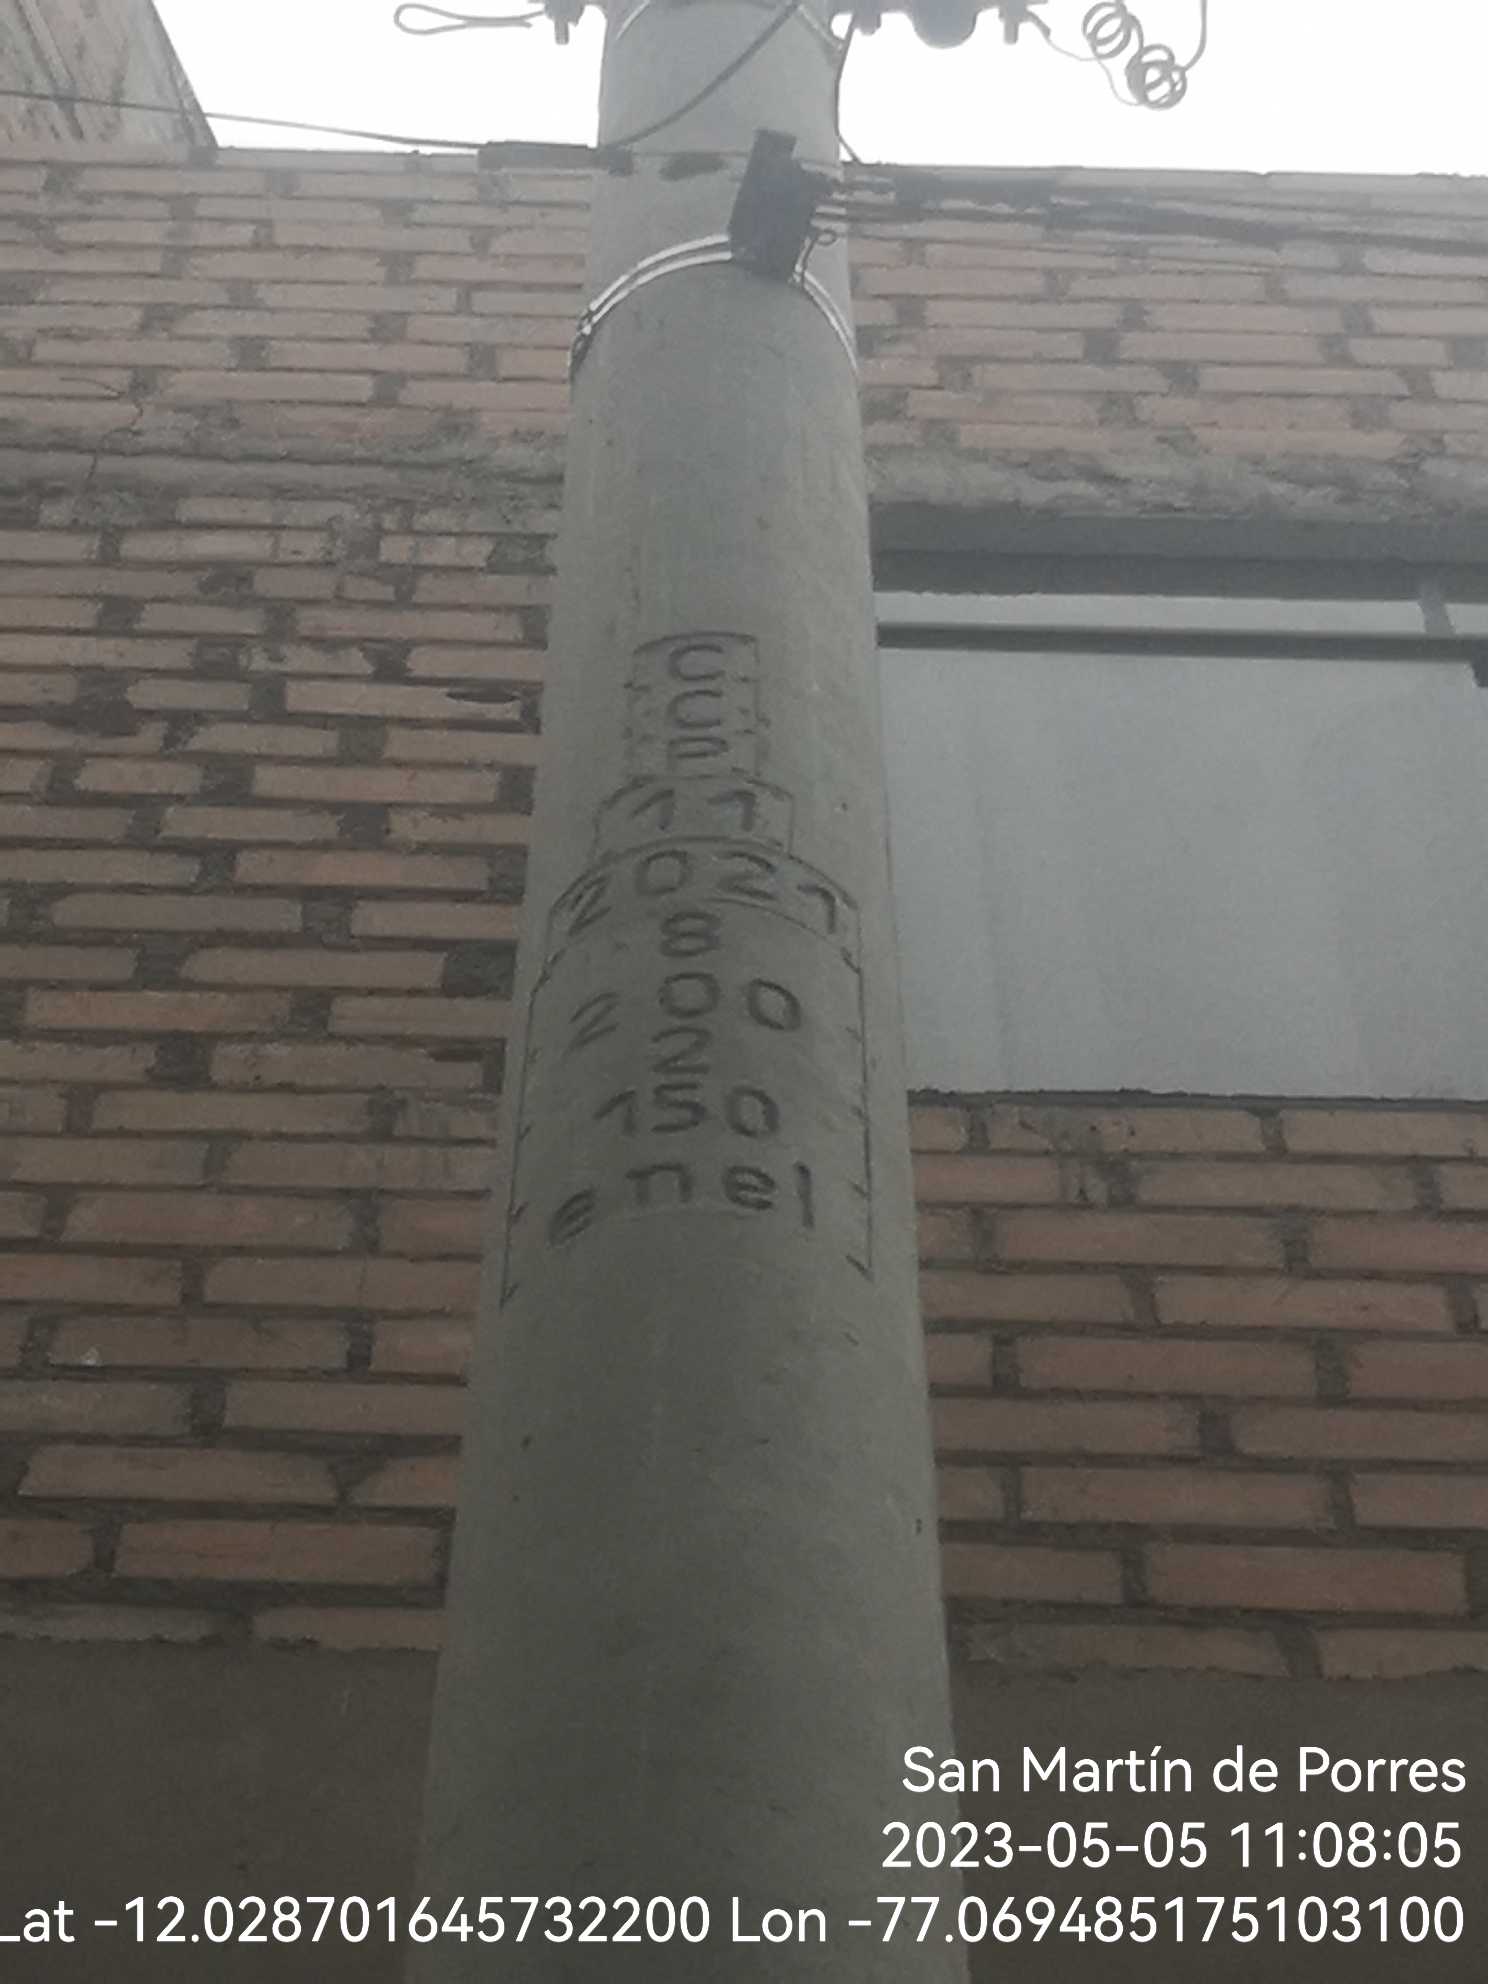 C
C
P
11
2021
8
200
2
150
enel
San Martín de Porres
2023-05-05 11:08:05
Lat -12.028701645732200 Lon -77.069485175103100